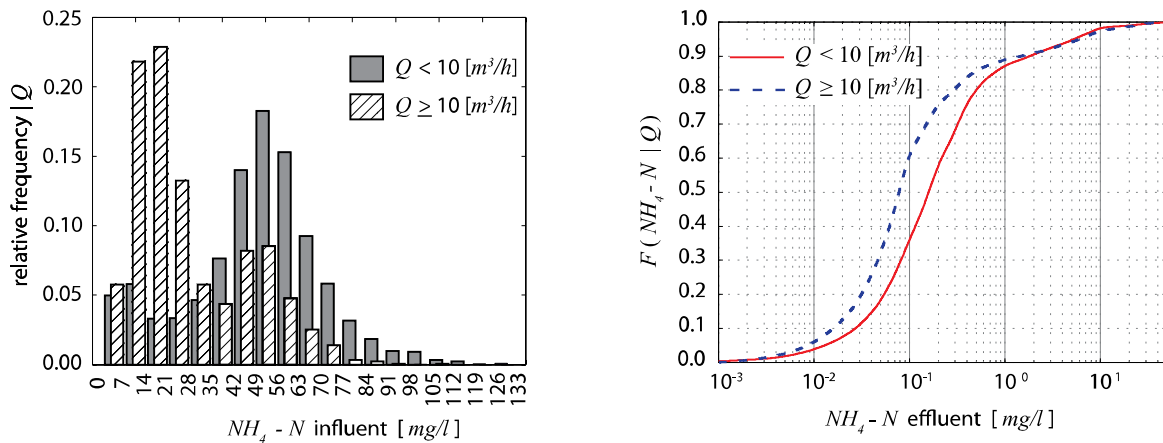 0.25
0.20
0.15
0.10
0.05
0.00
relative frequency | Q
Q < 10 [m³/h]
Q ≥ 10 [m³/h]
0 7 14 21 28 35 42 49 56 63 70 77 84 91 98 105 112 119 126 133
NH₄ - N influent [ mg/l ]
1.0
0.9
0.8
0.7
0.6
0.5
0.4
0.3
0.2
0.1
0.0
F ( NH₄ - N | Q )
Q < 10 [m³/h]
Q ≥ 10 [m³/h]
10⁻³ 10⁻² 10⁻¹ 10⁰ 10¹
NH₄ - N effluent [ mg/l ]